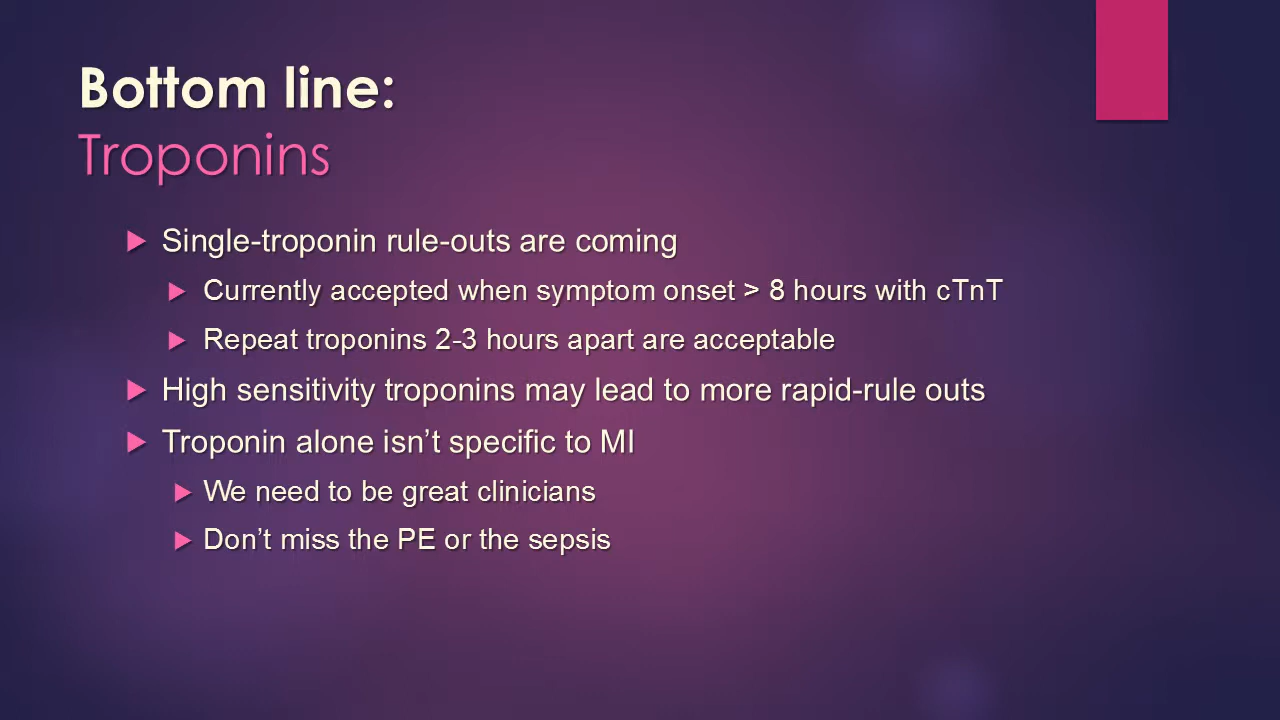 Bottom line:
Troponins
Single-troponin rule-outs are coming
Currently accepted when symptom onset > 8 hours with cTnT
Repeat troponins 2-3 hours apart are acceptable
High sensitivity troponins may lead to more rapid-rule outs
Troponin alone isn’t specific to MI
We need to be great clinicians
Don’t miss the PE or the sepsis